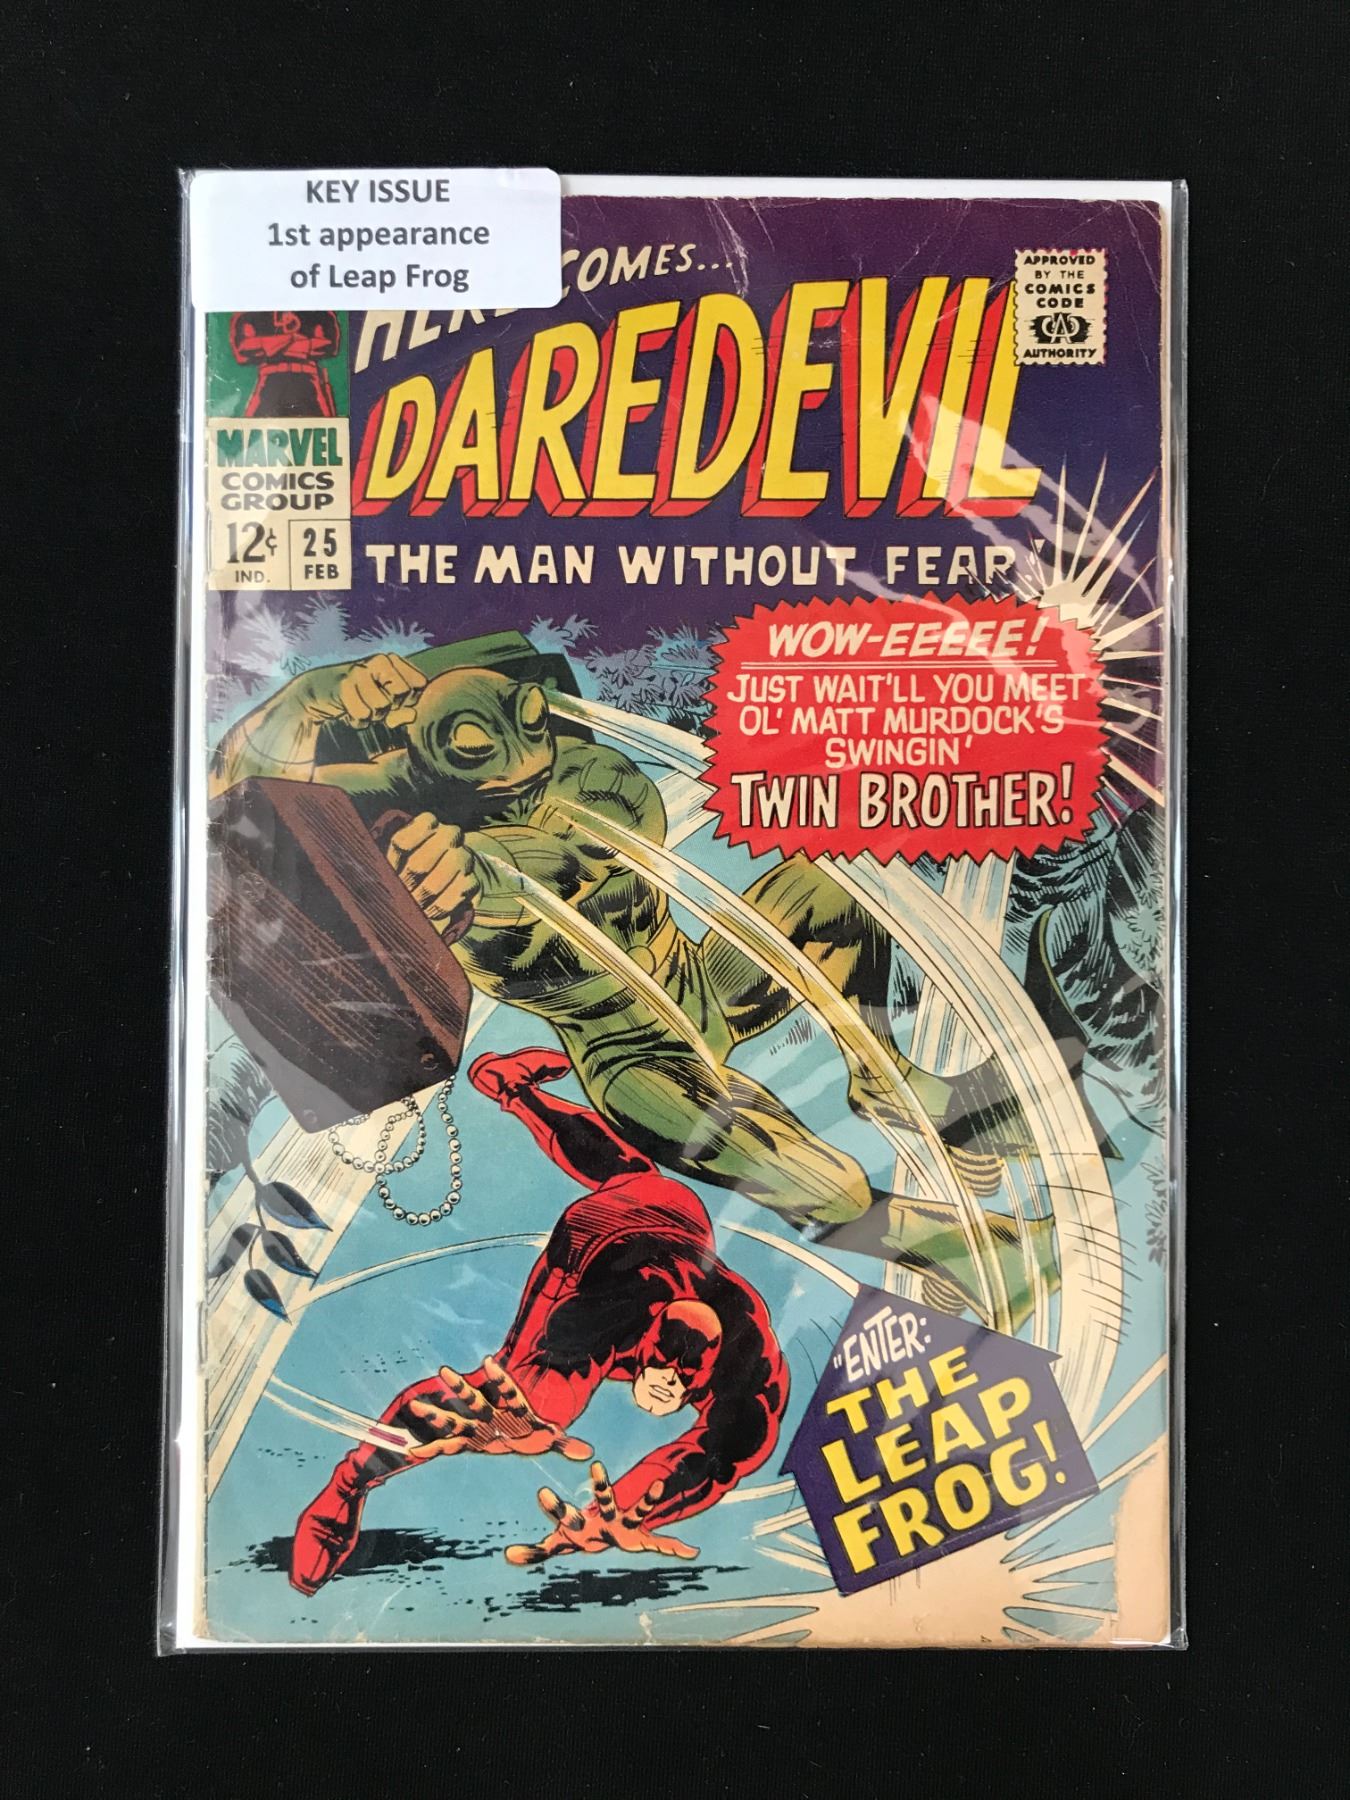 KEY ISSUE
1st appearance
of Leap Frog
COMES...
DAREDEVIL
THE MAN WITHOUT FEAR!
APPROVED
BY THE
COMICS
CODE
AUTHORITY
MARVEL
COMICS
GROUP
12¢
IND.
25
FEB
WOW-EEEEE!
JUST WAIT'LL YOU MEET
OL' MATT MURDOCK'S
SWINGIN'
TWIN BROTHER!
"ENTER:
THE
LEAP
FROG!